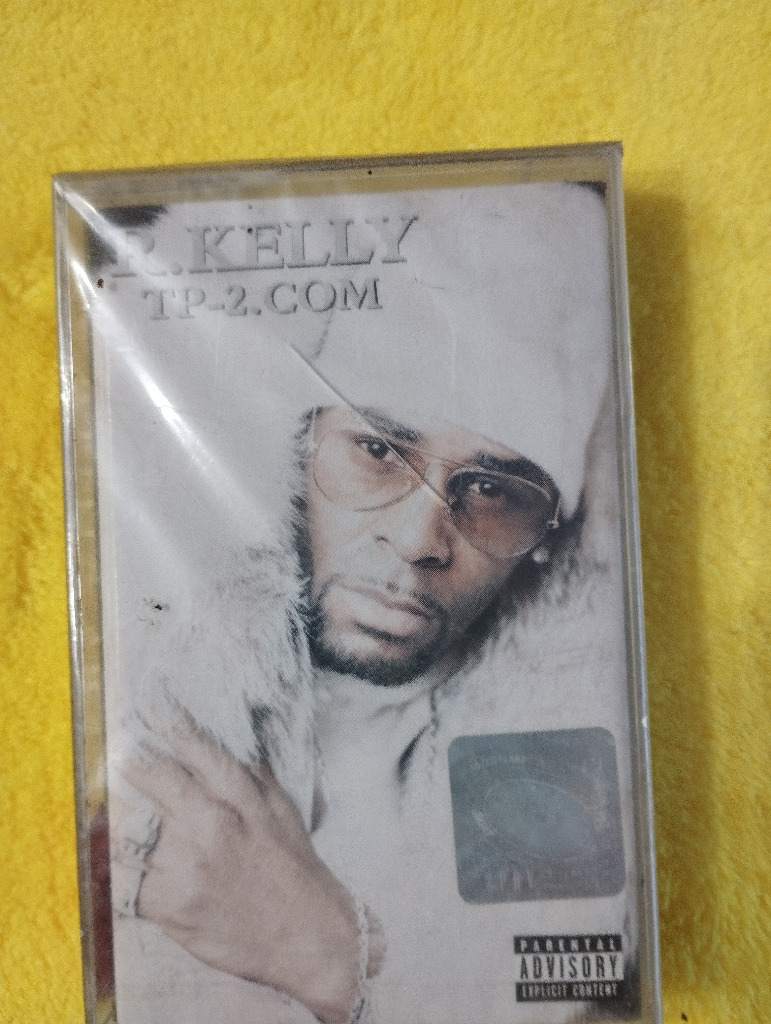 R.KELLY
TP-2.COM
PARENTAL
ADVISORY
EXPLICIT CONTENT